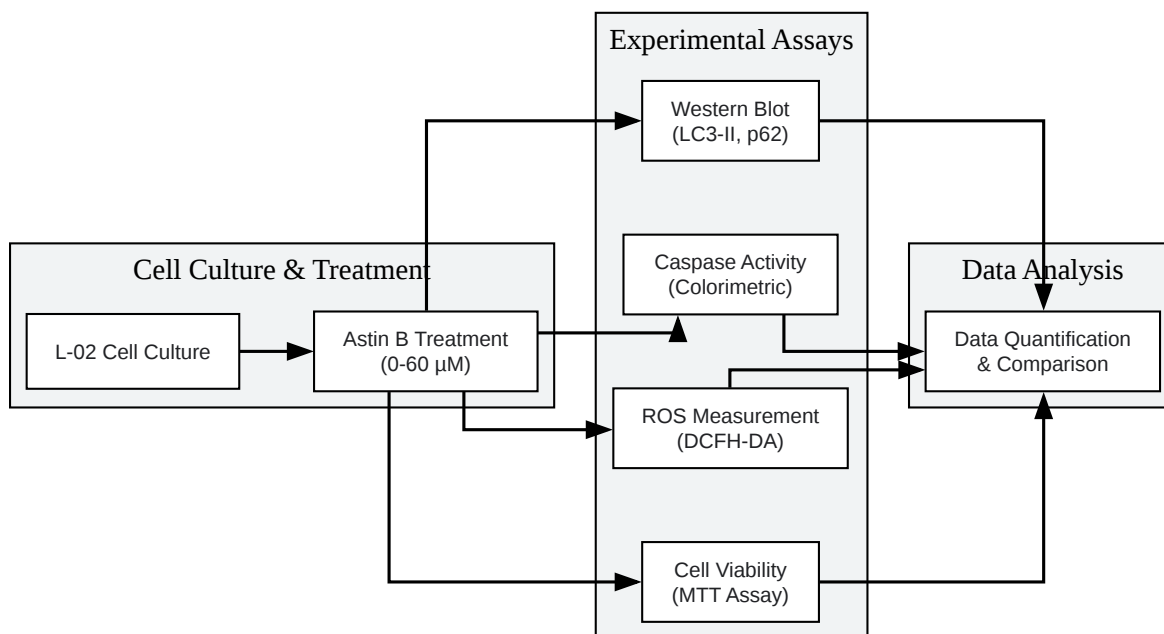 Experimental Assays
Western Blot
(LC3-II, p62)
Caspase Activity
(Colorimetric)
ROS Measurement
(DCFH-DA)
Cell Viability
(MTT Assay)
Cell Culture & Treatment
L-02 Cell Culture
Astin B Treatment
(0-60 µM)
Data Analysis
Data Quantification
& Comparison